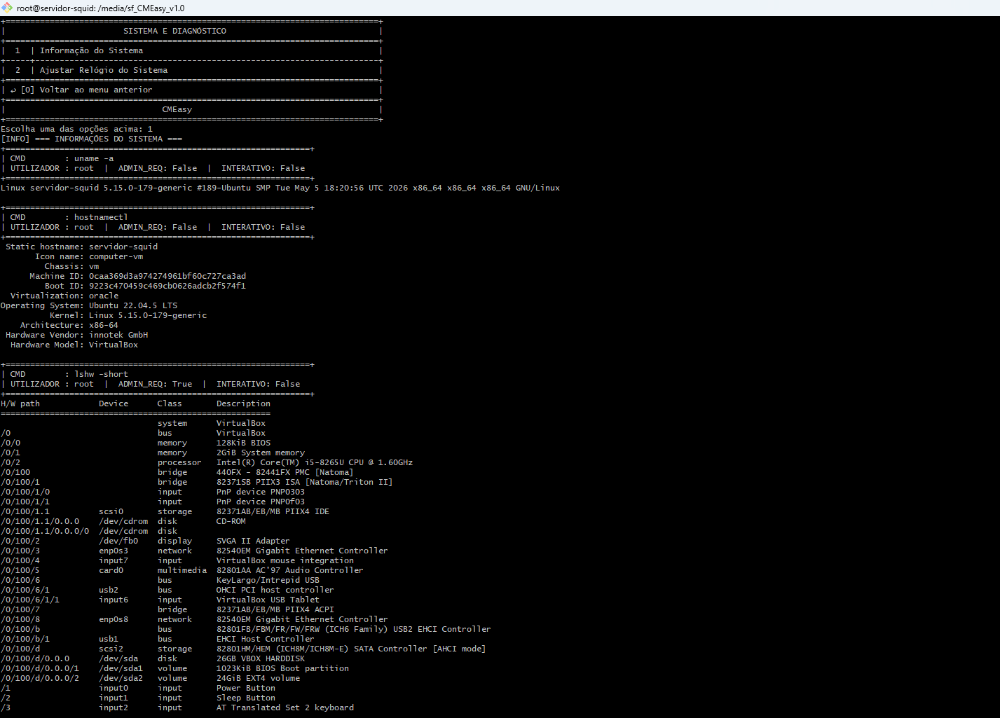 root@servidor-squid: /media/sf_CMEasy_v1.0
+============================================================================+
|                        SISTEMA E DIAGNÓSTICO                               |
+============================================================================+
|  1  | Informação do Sistema                                                |
+-----+----------------------------------------------------------------------+
|  2  | Ajustar Relógio do Sistema                                           |
+============================================================================+
| ↩ [0] Voltar ao menu anterior                                              |
+============================================================================+
|                                CMEasy                                      |
+============================================================================+
Escolha uma das opções acima: 1
[INFO] === INFORMAÇÕES DO SISTEMA ===
+==============================================================+
| CMD        : uname -a
| UTILIZADOR : root  |  ADMIN_REQ: False  |  INTERATIVO: False
+==============================================================+
Linux servidor-squid 5.15.0-179-generic #189-Ubuntu SMP Tue May 5 18:20:56 UTC 2026 x86_64 x86_64 x86_64 GNU/Linux
+==============================================================+
| CMD        : hostnamectl
| UTILIZADOR : root  |  ADMIN_REQ: False  |  INTERATIVO: False
+==============================================================+
 Static hostname: servidor-squid
       Icon name: computer-vm
         Chassis: vm
      Machine ID: 0caa369d3a974274961bf60c727ca3ad
         Boot ID: 9223c470459c469cb0626adcb2f574f1
  Virtualization: oracle
Operating System: Ubuntu 22.04.5 LTS
          Kernel: Linux 5.15.0-179-generic
    Architecture: x86-64
 Hardware Vendor: innotek GmbH
  Hardware Model: VirtualBox
+==============================================================+
| CMD        : lshw -short
| UTILIZADOR : root  |  ADMIN_REQ: True  |  INTERATIVO: False
+==============================================================+
H/W path            Device      Class       Description
=======================================================
                                system      VirtualBox
/0                              bus         VirtualBox
/0/0                            memory      128KiB BIOS
/0/1                            memory      2GiB System memory
/0/2                            processor   Intel(R) Core(TM) i5-8265U CPU @ 1.60GHz
/0/100                          bridge      440FX - 82441FX PMC [Natoma]
/0/100/1                        bridge      82371SB PIIX3 ISA [Natoma/Triton II]
/0/100/1/0                      input       PnP device PNP0303
/0/100/1/1                      input       PnP device PNP0f03
/0/100/1.1          scsi0       storage     82371AB/EB/MB PIIX4 IDE
/0/100/1.1/0.0.0    /dev/cdrom  disk        CD-ROM
/0/100/1.1/0.0.0/0  /dev/cdrom  disk
/0/100/2            /dev/fb0    display     SVGA II Adapter
/0/100/3            enp0s3      network     82540EM Gigabit Ethernet Controller
/0/100/4            input7      input       VirtualBox mouse integration
/0/100/5            card0       multimedia  82801AA AC'97 Audio Controller
/0/100/6                        bus         KeyLargo/Intrepid USB
/0/100/6/1          usb2        bus         OHCI PCI host controller
/0/100/6/1/1        input6      input       VirtualBox USB Tablet
/0/100/7                        bridge      82371AB/EB/MB PIIX4 ACPI
/0/100/8            enp0s8      network     82540EM Gigabit Ethernet Controller
/0/100/b                        bus         82801FB/FBM/FR/FW/FRW (ICH6 Family) USB2 EHCI Controller
/0/100/b/1          usb1        bus         EHCI Host Controller
/0/100/d            scsi2       storage     82801HM/HEM (ICH8M/ICH8M-E) SATA Controller [AHCI mode]
/0/100/d/0.0.0      /dev/sda    disk        26GB VBOX HARDDISK
/0/100/d/0.0.0/1    /dev/sda1   volume      1023KiB BIOS Boot partition
/0/100/d/0.0.0/2    /dev/sda2   volume      24GiB EXT4 volume
/1                  input0      input       Power Button
/2                  input1      input       Sleep Button
/3                  input2      input       AT Translated Set 2 keyboard